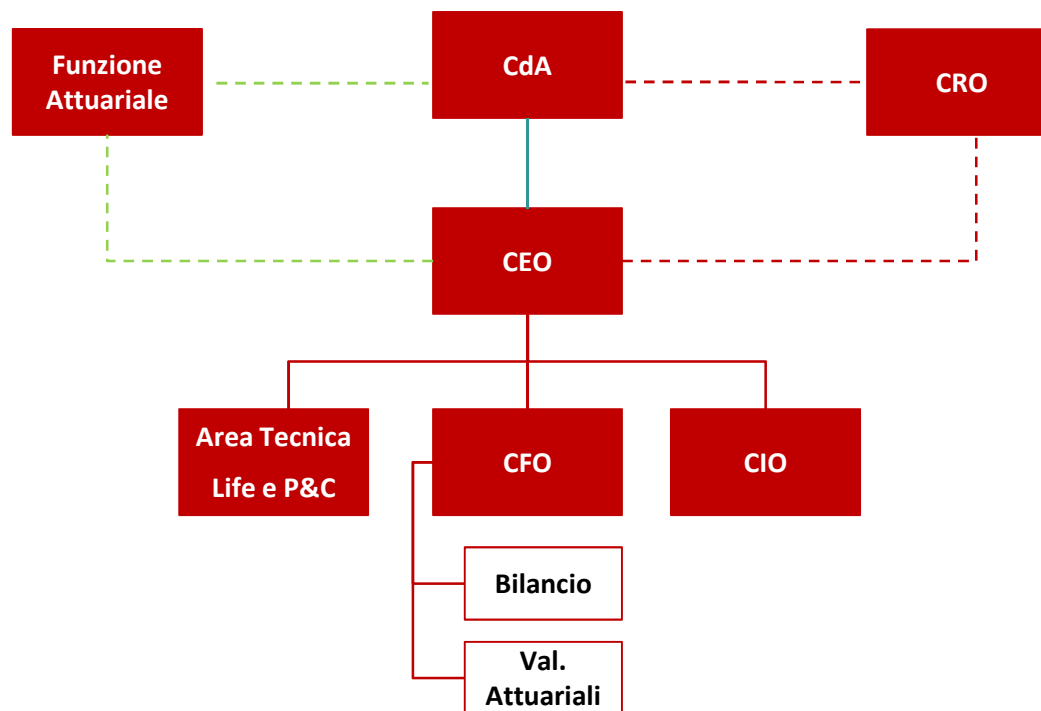 Funzione
Attuariale
CdA
CRO
CEO
Area Tecnica
Life e P&C
CFO
CIO
Bilancio
Val.
Attuariali